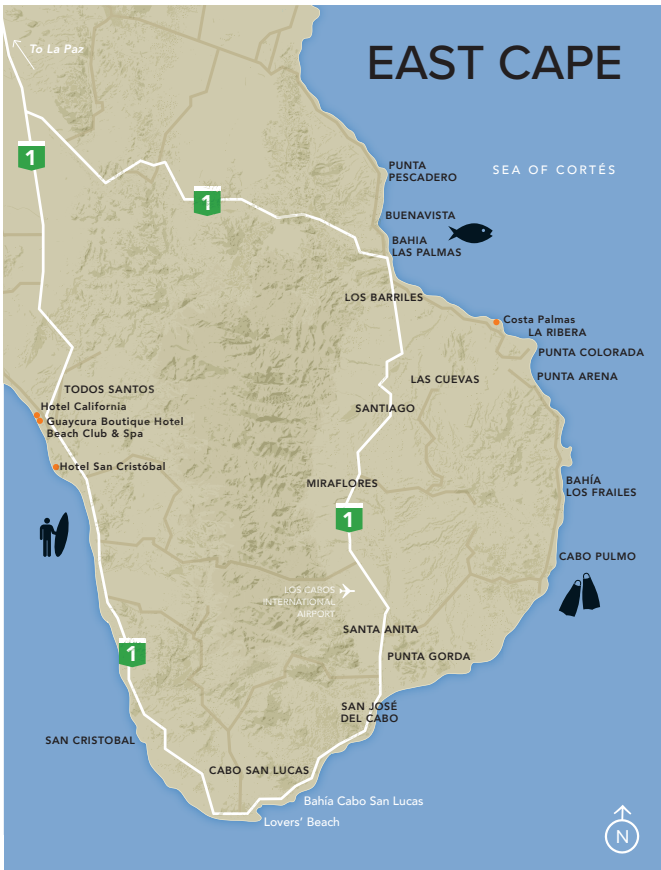 EAST CAPE
To La Paz
1
1
PUNTA
PESCADERO
SEA OF CORTÉS
BUENAVISTA
BAHIA
LAS PALMAS
LOS BARRILES
Costa Palmas
LA RIBERA
PUNTA COLORADA
PUNTA ARENA
LAS CUEVAS
TODOS SANTOS
Hotel California
Guaycura Boutique Hotel
Beach Club & Spa
SANTIAGO
Hotel San Cristóbal
MIRAFLORES
BAHÍA
LOS FRAILES
1
CABO PULMO
LOS CABOS
INTERNATIONAL
AIRPORT
SANTA ANITA
1
PUNTA GORDA
SAN JOSÉ
DEL CABO
SAN CRISTOBAL
CABO SAN LUCAS
Bahía Cabo San Lucas
Lovers' Beach
N